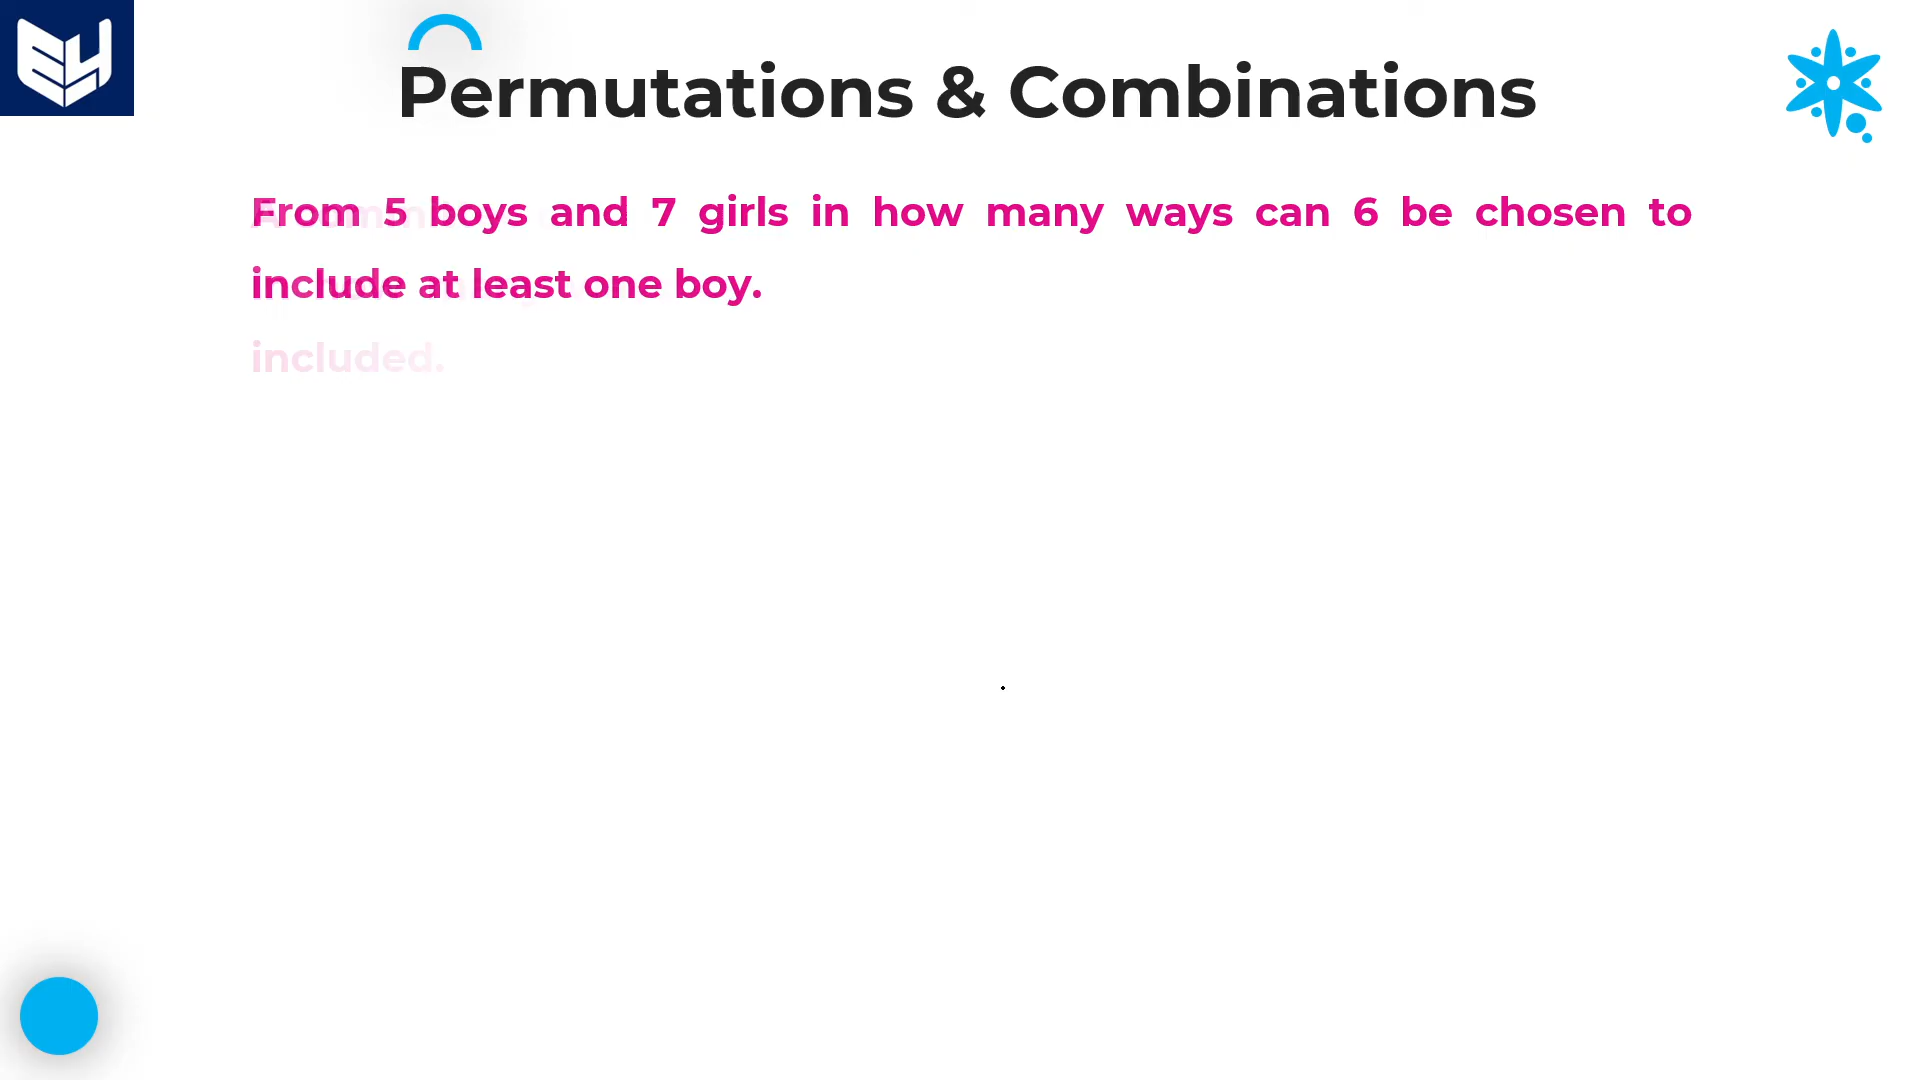 Permutations & Combinations
From 5 boys and 7 girls in how many ways can 6 be chosen to
include at least one boy.
included.